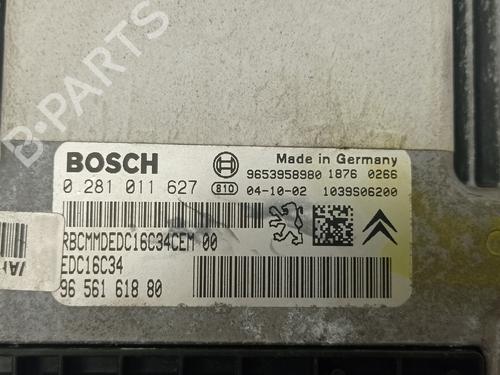 B-PARTS
BOSCH
Made in Germany
9653958980 1876 0266
0 281 011 627 810 04-10-02 1039S06200
RBCMMDEDC16C34CEM 00
EDC16C34
96 561 618 80